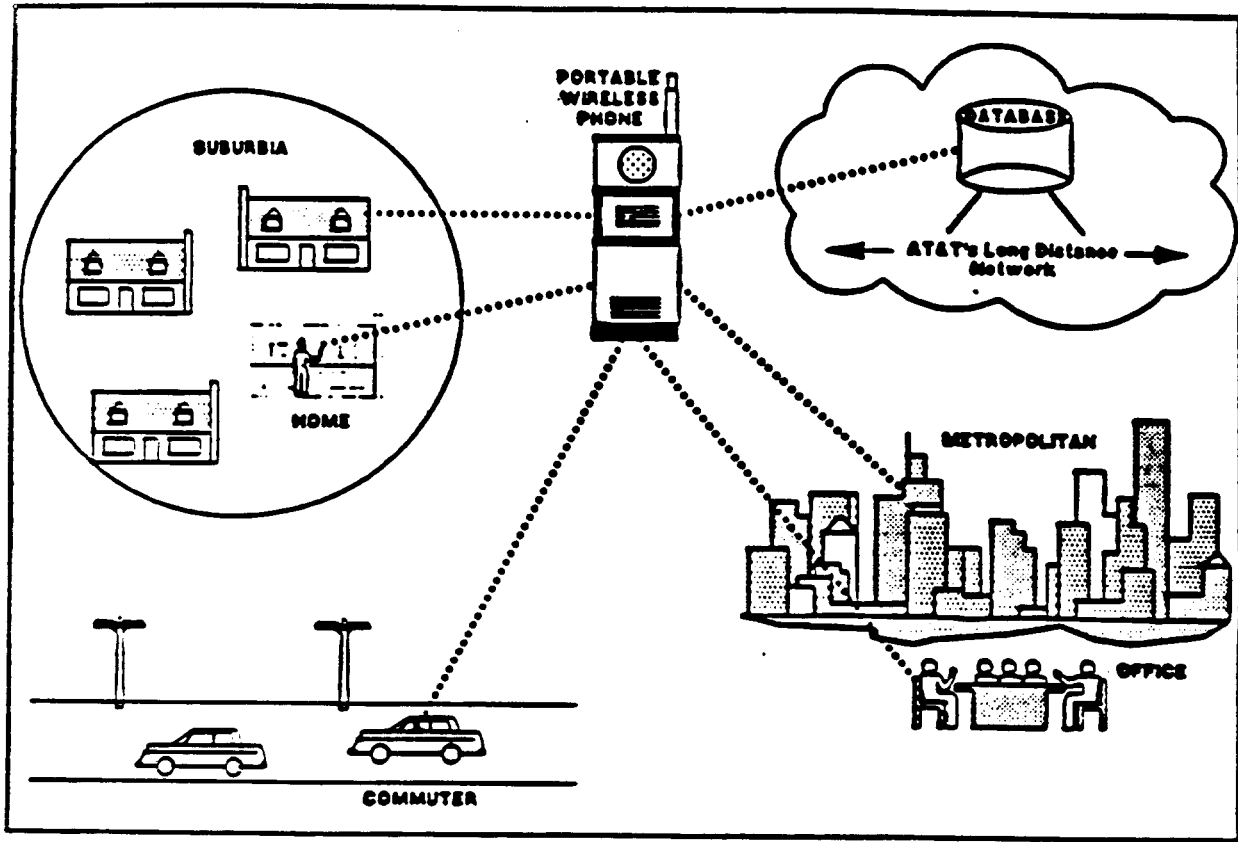 PORTABLE
WIRELESS
PHONE
SUBURBIA
HOME
DATABASE
AT&T's Long Distance
Network
METROPOLITAN
OFFICE
COMMUTER